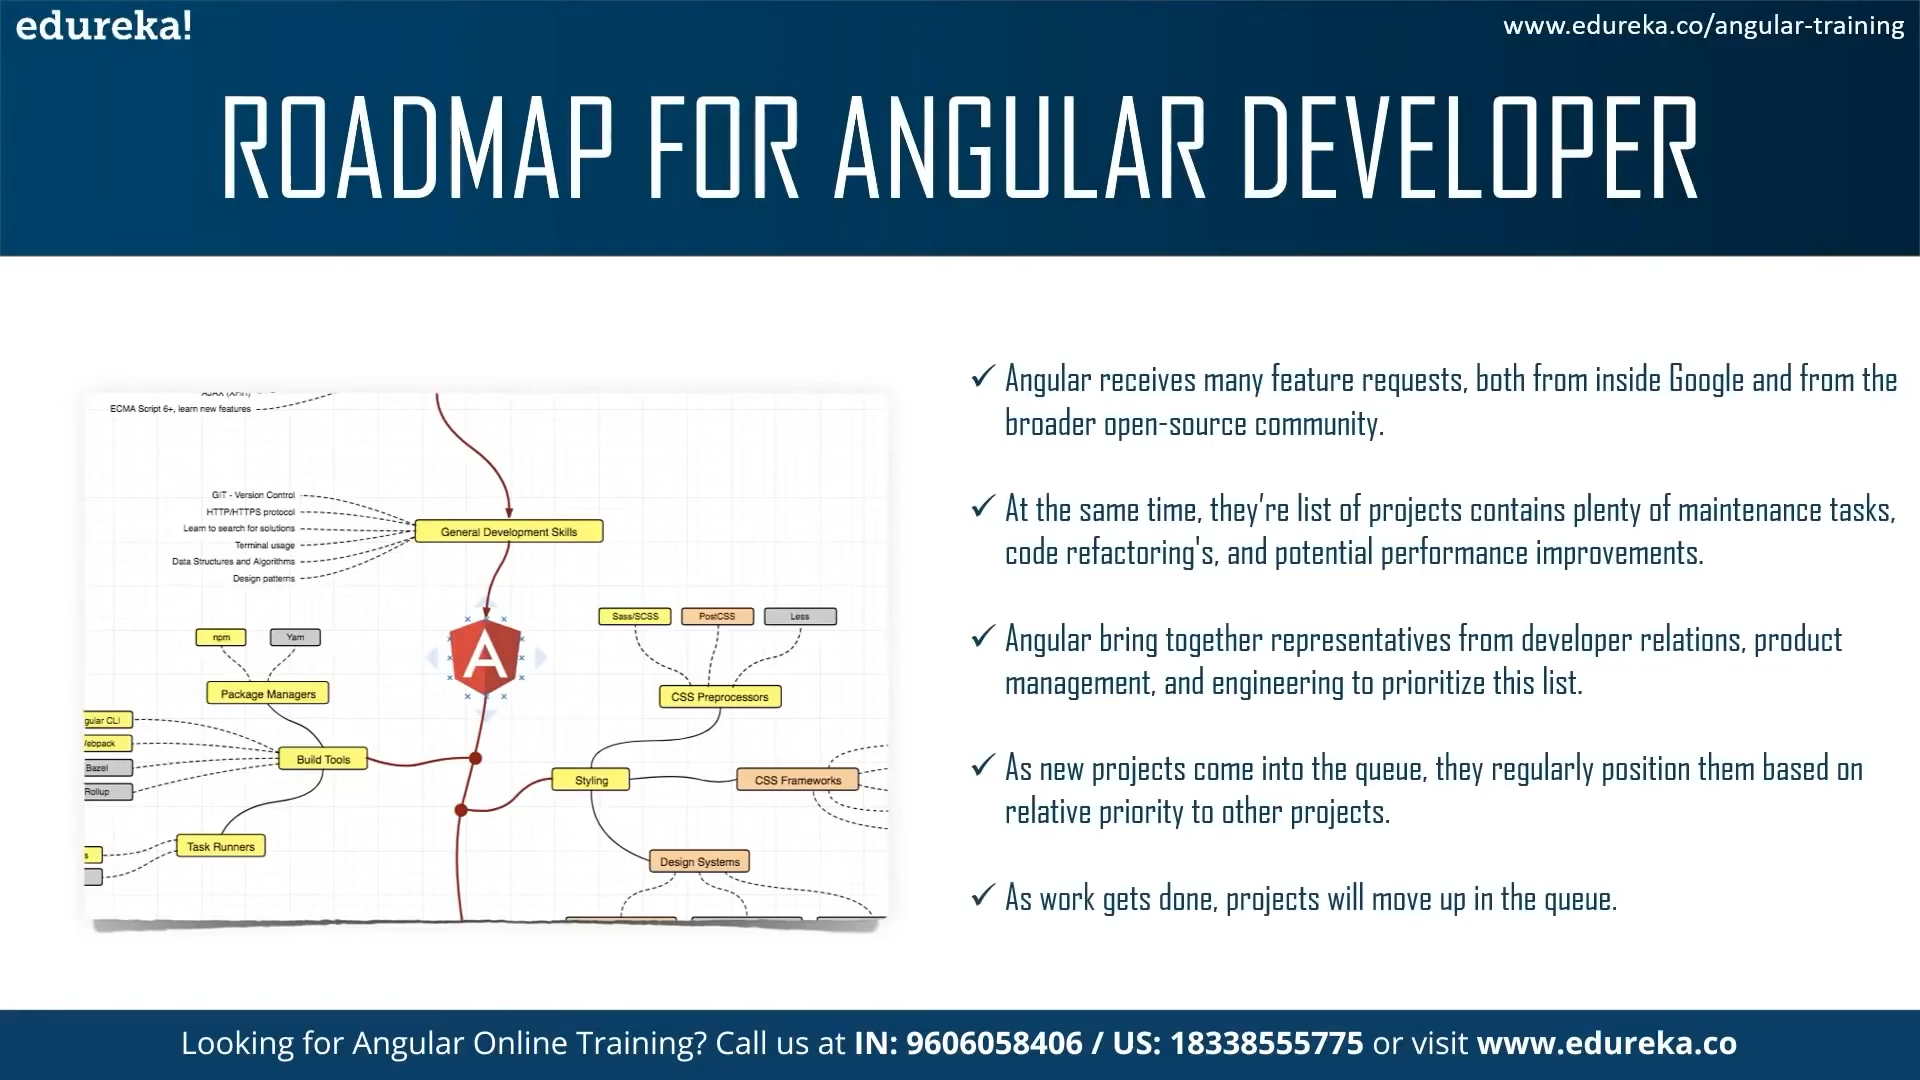 edureka!
www.edureka.co/angular-training
ROADMAP FOR ANGULAR DEVELOPER
ECMA Script 6+, learn new features
GIT - Version Control
HTTP/HTTPS protocol
Learn to search for solutions
Terminal usage
Data Structures and Algorithms
Design patterns
General Development Skills
npm
Yarn
Package Managers
A
Sass/SCSS
PostCSS
Less
CSS Preprocessors
gular CLI
Webpack
Bazel
Rollup
Build Tools
Styling
CSS Frameworks
s
Task Runners
Design Systems
✓ Angular receives many feature requests, both from inside Google and from the
broader open-source community.
✓ At the same time, they're list of projects contains plenty of maintenance tasks,
code refactoring's, and potential performance improvements.
✓ Angular bring together representatives from developer relations, product
management, and engineering to prioritize this list.
✓ As new projects come into the queue, they regularly position them based on
relative priority to other projects.
✓ As work gets done, projects will move up in the queue.
Looking for Angular Online Training? Call us at IN: 9606058406 / US: 18338555775 or visit www.edureka.co